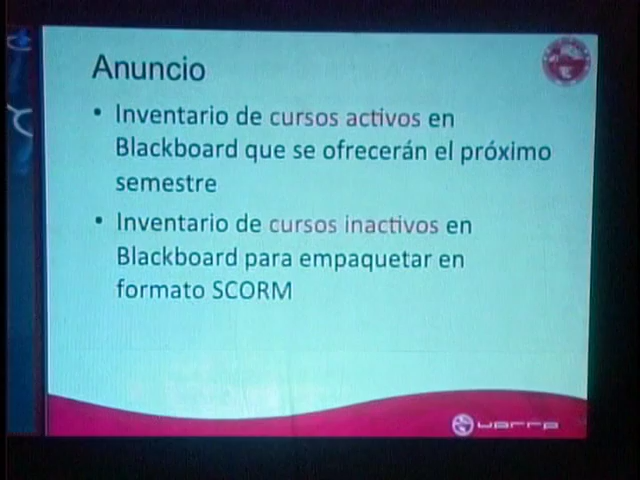 Anuncio
• Inventario de cursos activos en
Blackboard que se ofrecerán el próximo
semestre
• Inventario de cursos inactivos en
Blackboard para empaquetar en
formato SCORM
uprrp